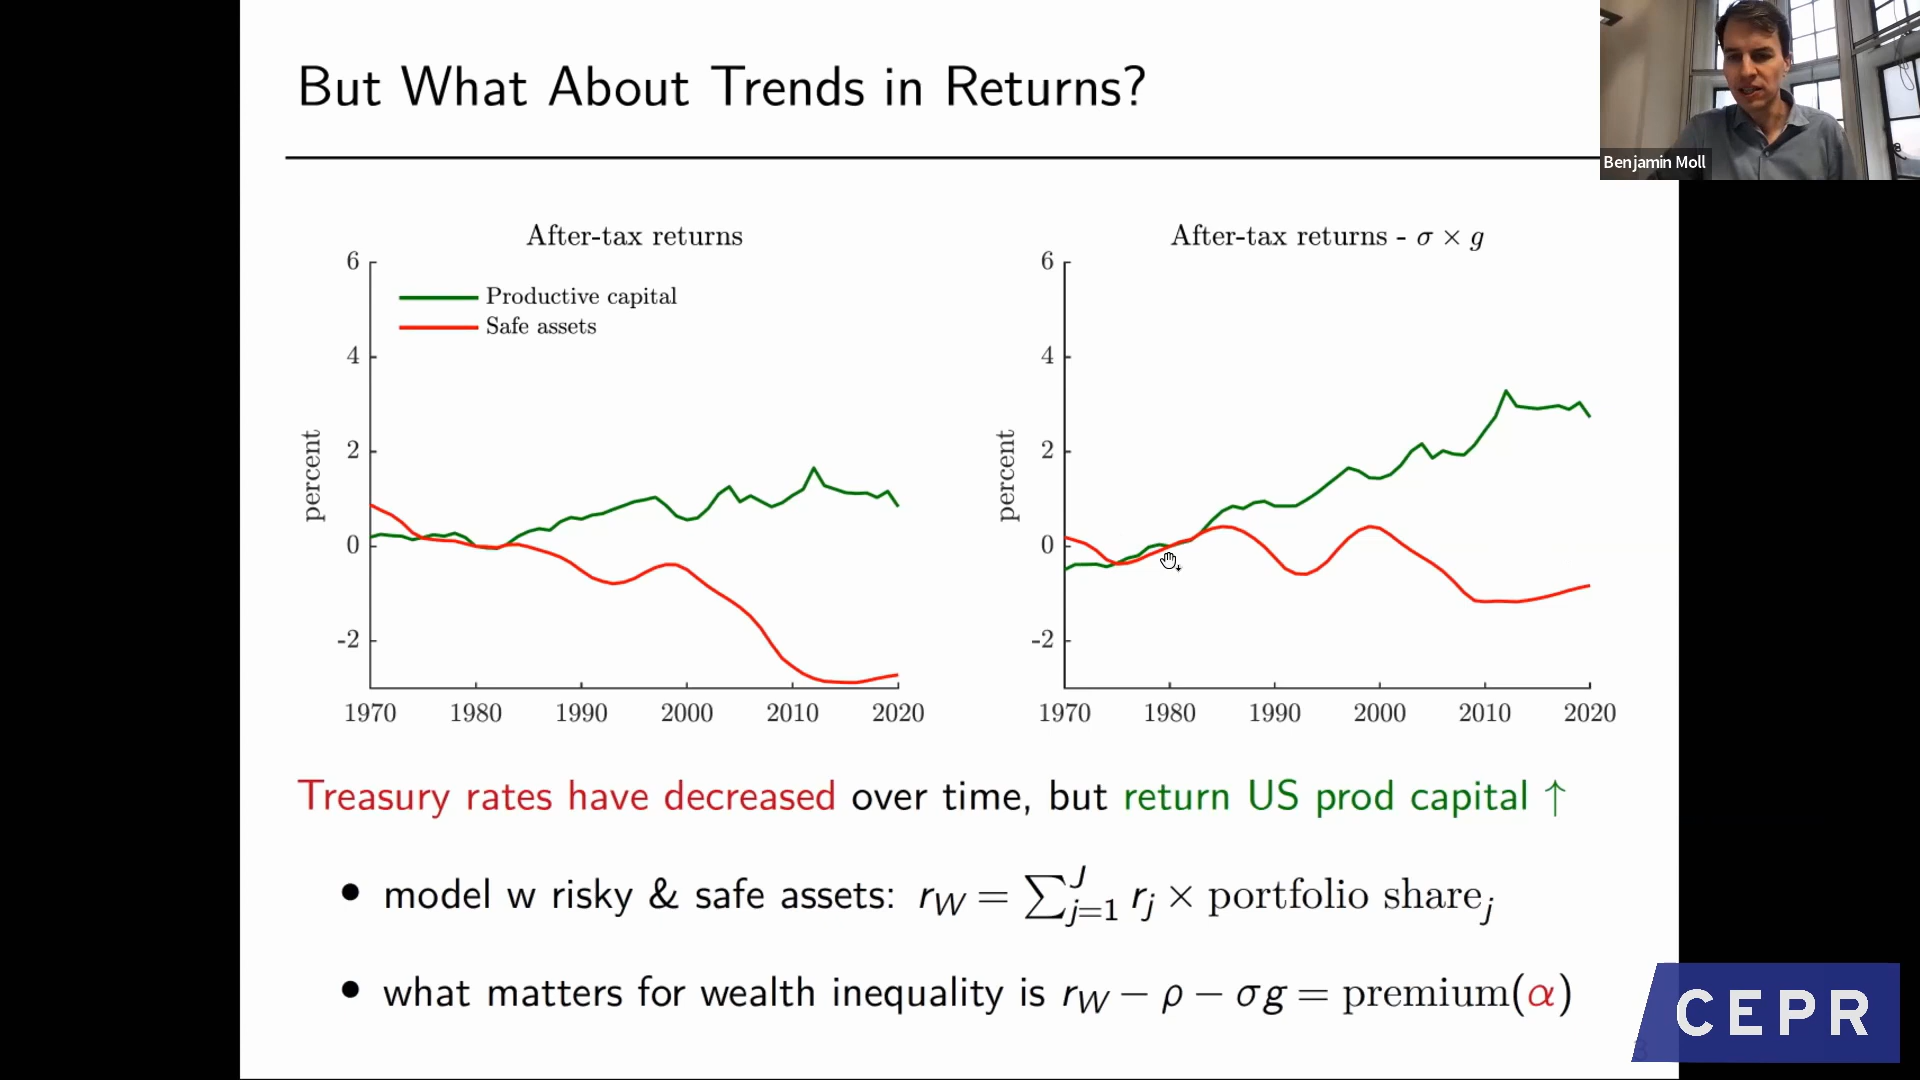 But What About Trends in Returns?
Benjamin Moll
After-tax returns
6
4
2
0
-2
percent
Productive capital
Safe assets
1970 1980 1990 2000 2010 2020
After-tax returns - σ × g
6
4
2
0
-2
percent
1970 1980 1990 2000 2010 2020
Treasury rates have decreased over time, but return US prod capital ↑
• model w risky & safe assets: r_W = ∑_{j=1}^{J} r_j × portfolio share_j
• what matters for wealth inequality is r_W − ρ − σg = premium(α)
CEPR